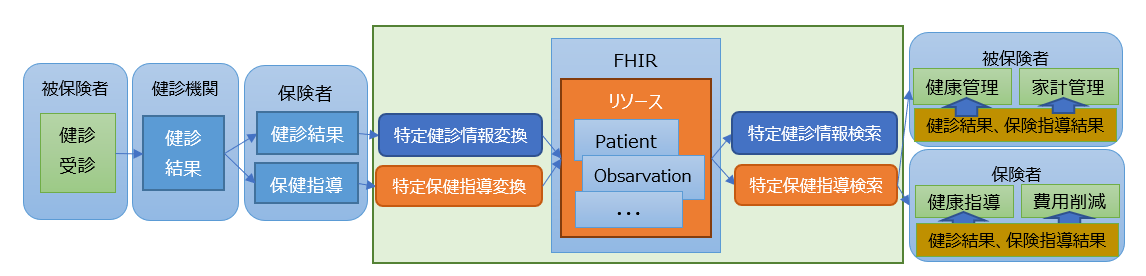 被保険者
健診
受診
健診機関
健診
結果
保険者
健診結果
保健指導
特定健診情報変換
特定保健指導変換
FHIR
リソース
Patient
Obsarvation
...
特定健診情報検索
特定保健指導検索
被保険者
健康管理
家計管理
健診結果、保険指導結果
保険者
健康指導
費用削減
健診結果、保険指導結果